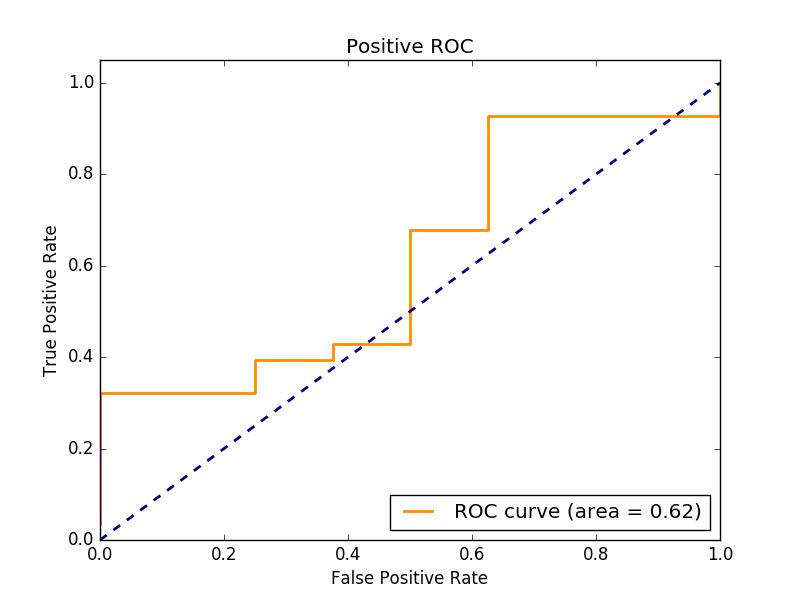 Positive ROC
1.0
0.8
0.6
0.4
0.2
0.0
True Positive Rate
ROC curve (area = 0.62)
0.0 0.2 0.4 0.6 0.8 1.0
False Positive Rate